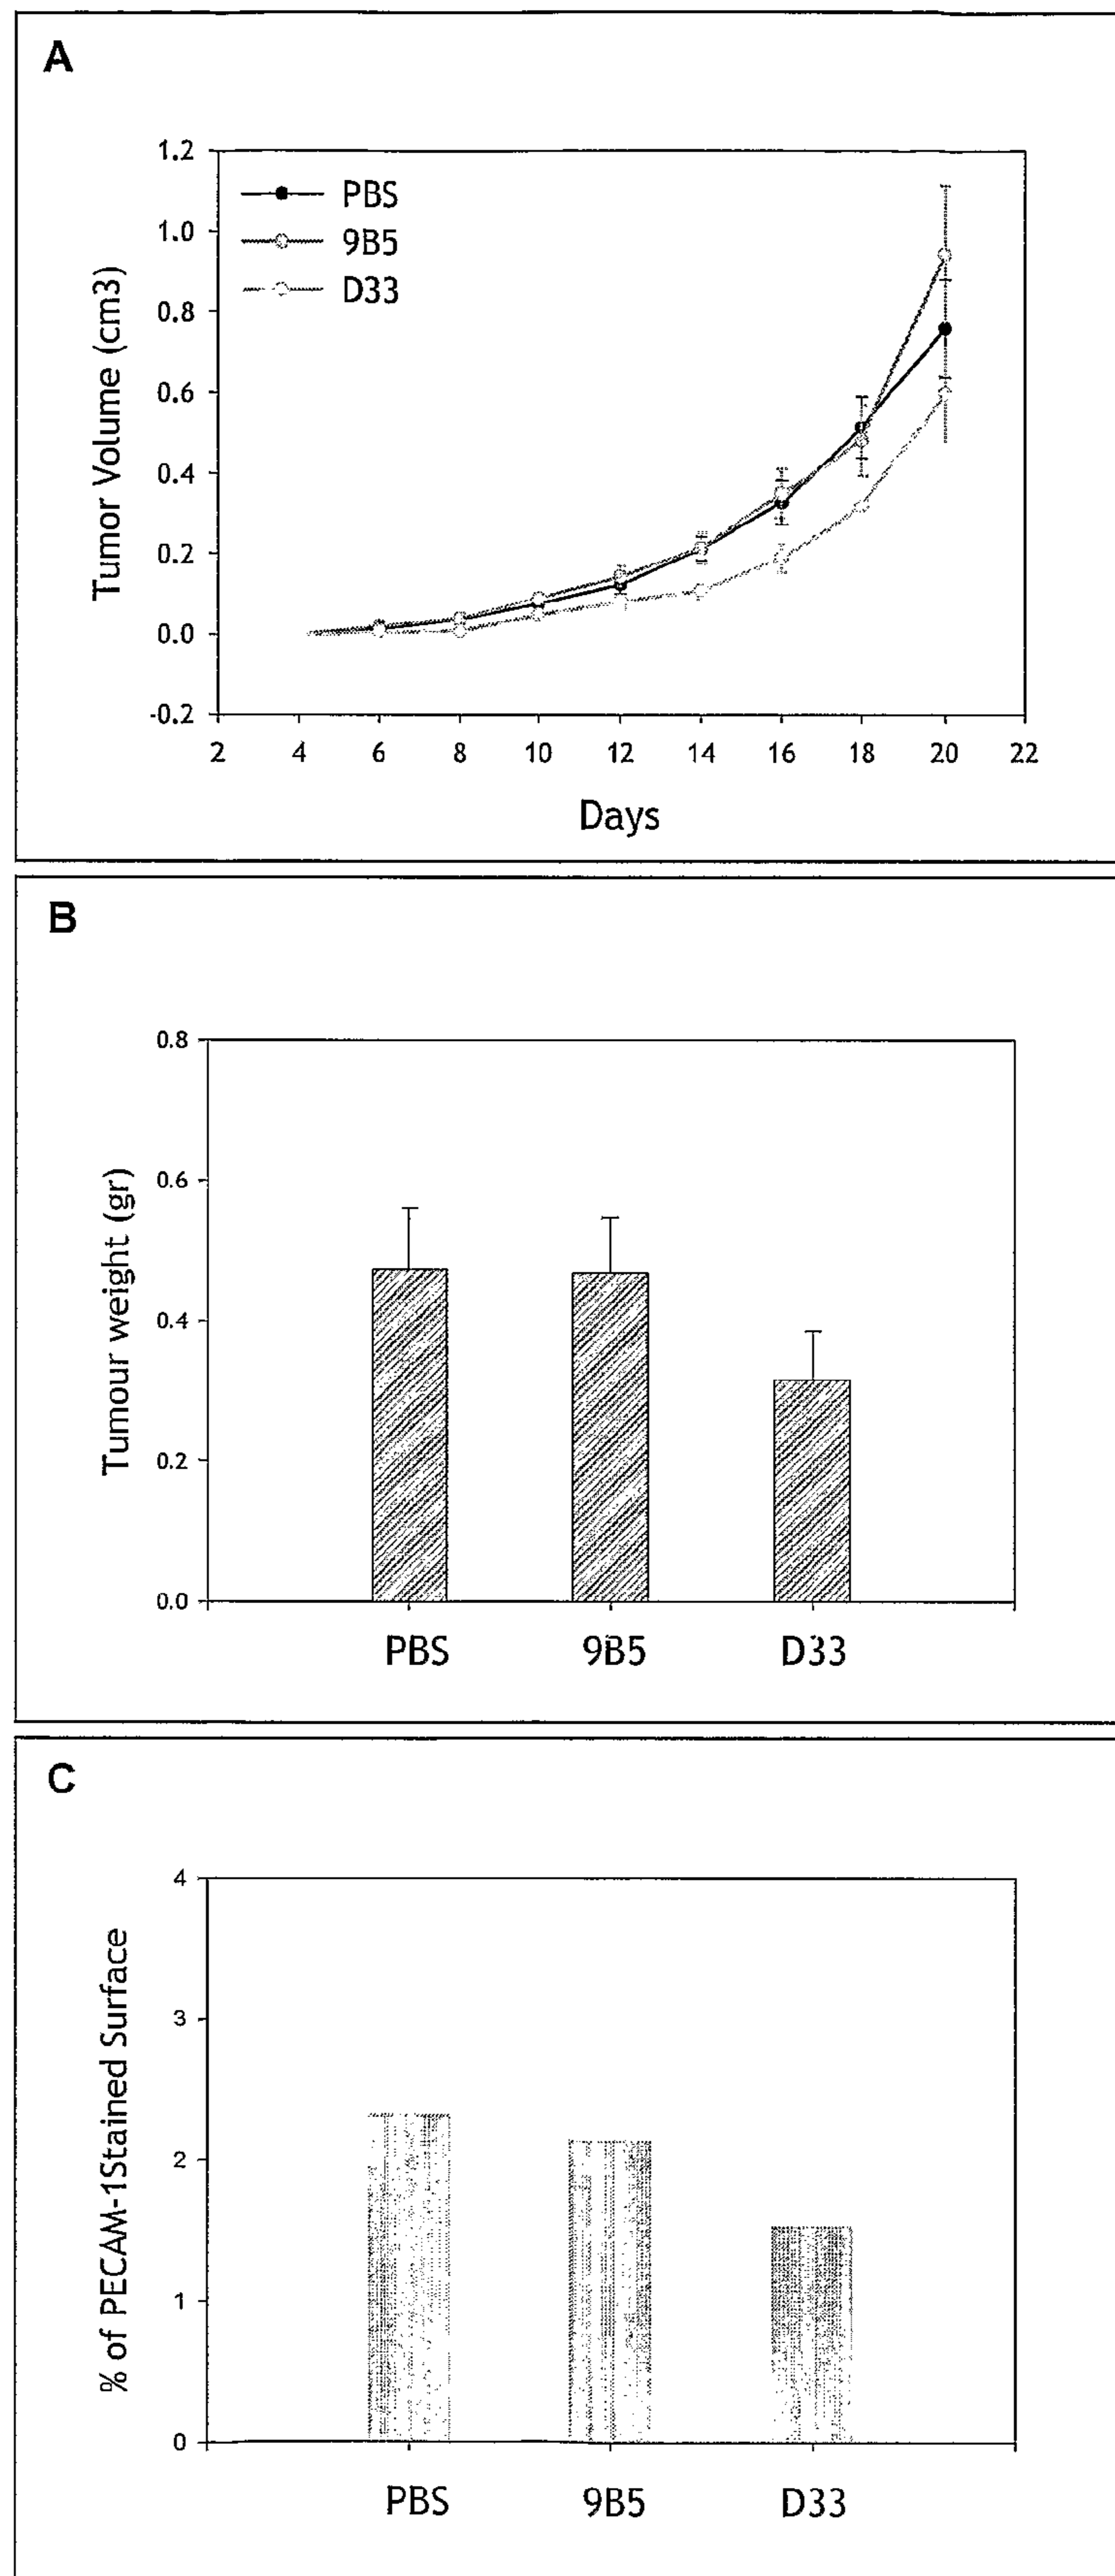 A
1.2
1.0
0.8
0.6
0.4
0.2
0.0
-0.2
Tumor Volume (cm3)
PBS
9B5
D33
2 4 6 8 10 12 14 16 18 20 22
Days
B
0.8
0.6
0.4
0.2
0.0
Tumour weight (gr)
PBS 9B5 D33
C
4
3
2
1
0
% of PECAM-1Stained Surface
PBS 9B5 D33